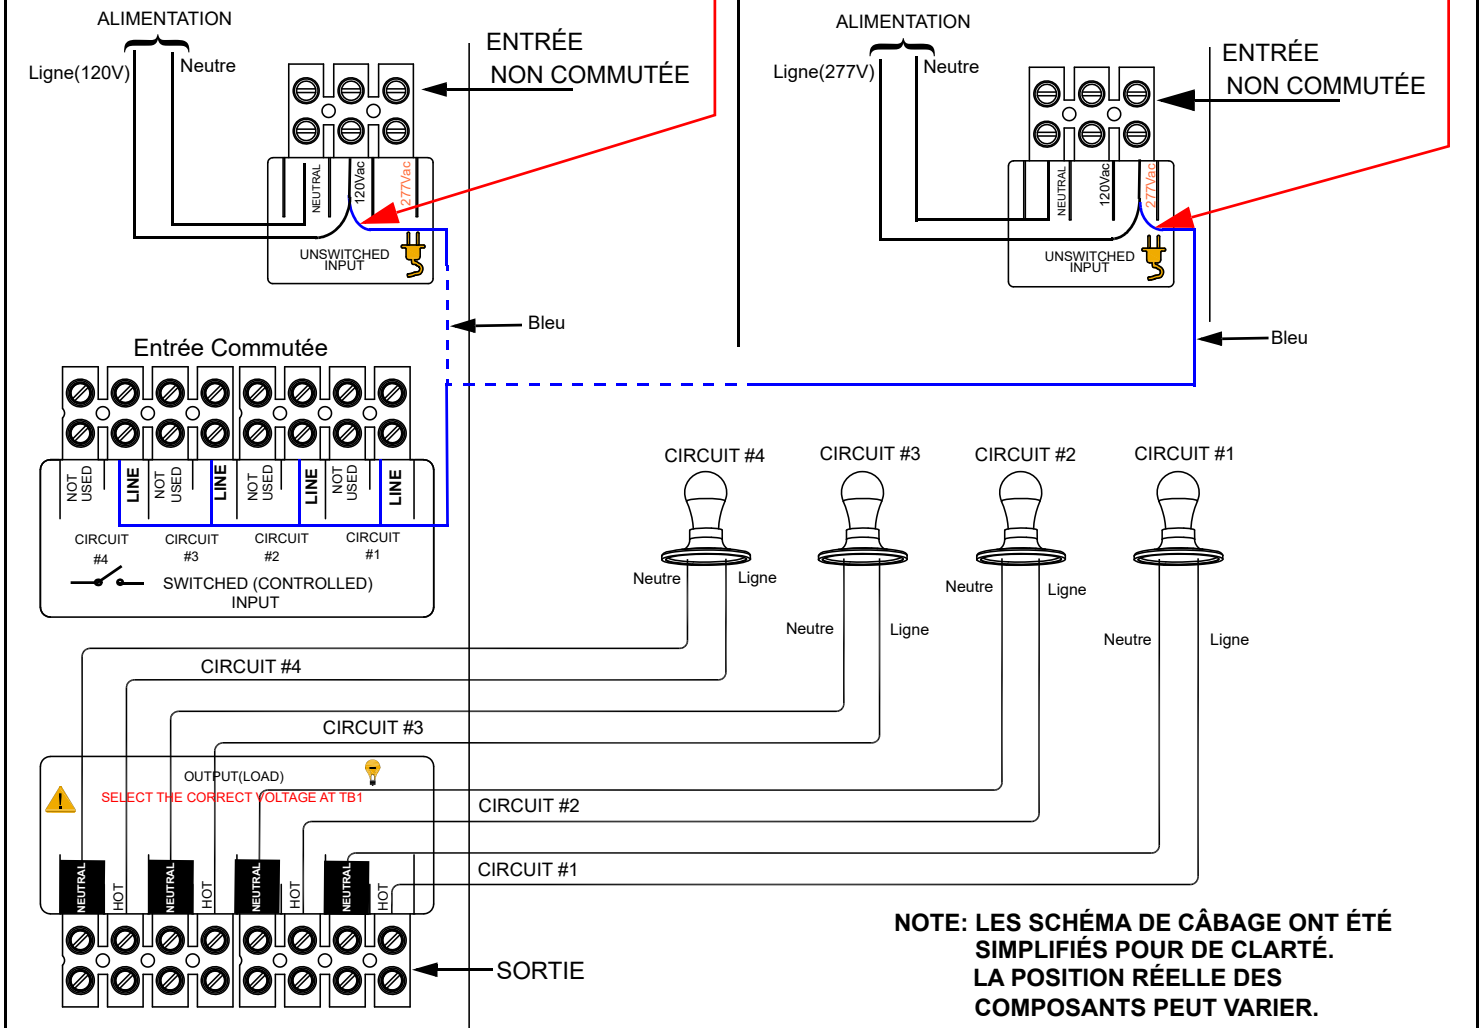 ALIMENTATION
Ligne(120V)
Neutre
ENTRÉE
NON COMMUTÉE
NEUTRAL
120Vac
277Vac
UNSWITCHED
INPUT
Bleu
ALIMENTATION
Ligne(277V)
Neutre
ENTRÉE
NON COMMUTÉE
NEUTRAL
120Vac
277Vac
UNSWITCHED
INPUT
Bleu
Entrée Commutée
NOT
USED
LINE
NOT
USED
LINE
NOT
USED
LINE
NOT
USED
LINE
CIRCUIT
#4
CIRCUIT
#3
CIRCUIT
#2
CIRCUIT
#1
SWITCHED (CONTROLLED)
INPUT
CIRCUIT #4
CIRCUIT #3
CIRCUIT #2
CIRCUIT #1
Neutre
Ligne
Neutre
Ligne
Neutre
Ligne
Neutre
Ligne
CIRCUIT #4
CIRCUIT #3
CIRCUIT #2
CIRCUIT #1
OUTPUT(LOAD)
SELECT THE CORRECT VOLTAGE AT TB1
NEUTRAL
HOT
NEUTRAL
HOT
NEUTRAL
HOT
NEUTRAL
HOT
SORTIE
NOTE: LES SCHÉMA DE CÂBAGE ONT ÉTÉ
SIMPLIFIÉS POUR DE CLARTÉ.
LA POSITION RÉELLE DES
COMPOSANTS PEUT VARIER.